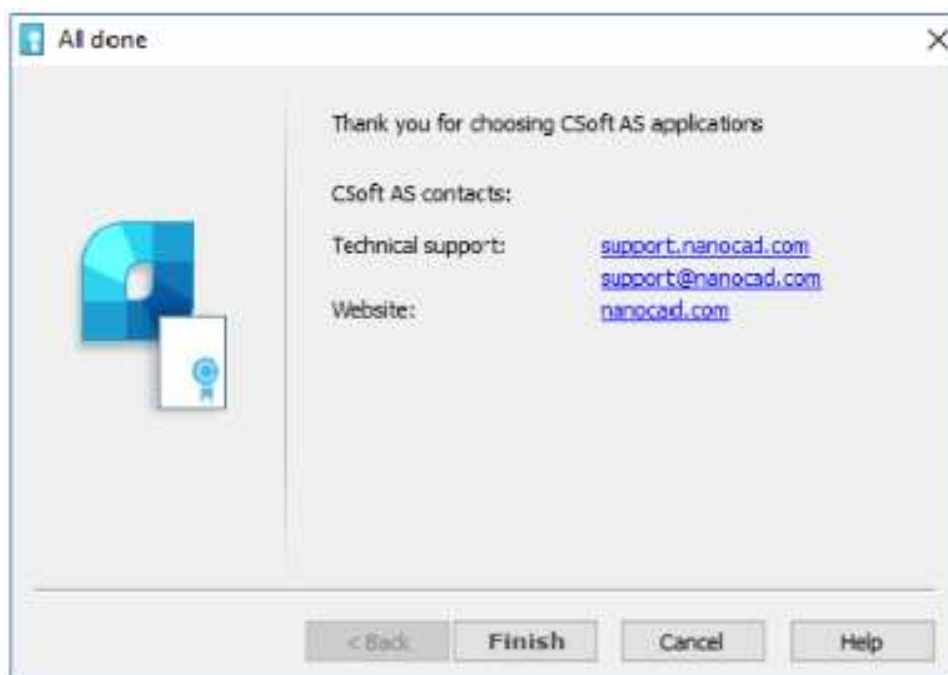 All done
Thank you for choosing CSoft AS applications
CSoft AS contacts:
Technical support: support.nanocad.com
support@nanocad.com
Website: nanocad.com
< Back Finish Cancel Help